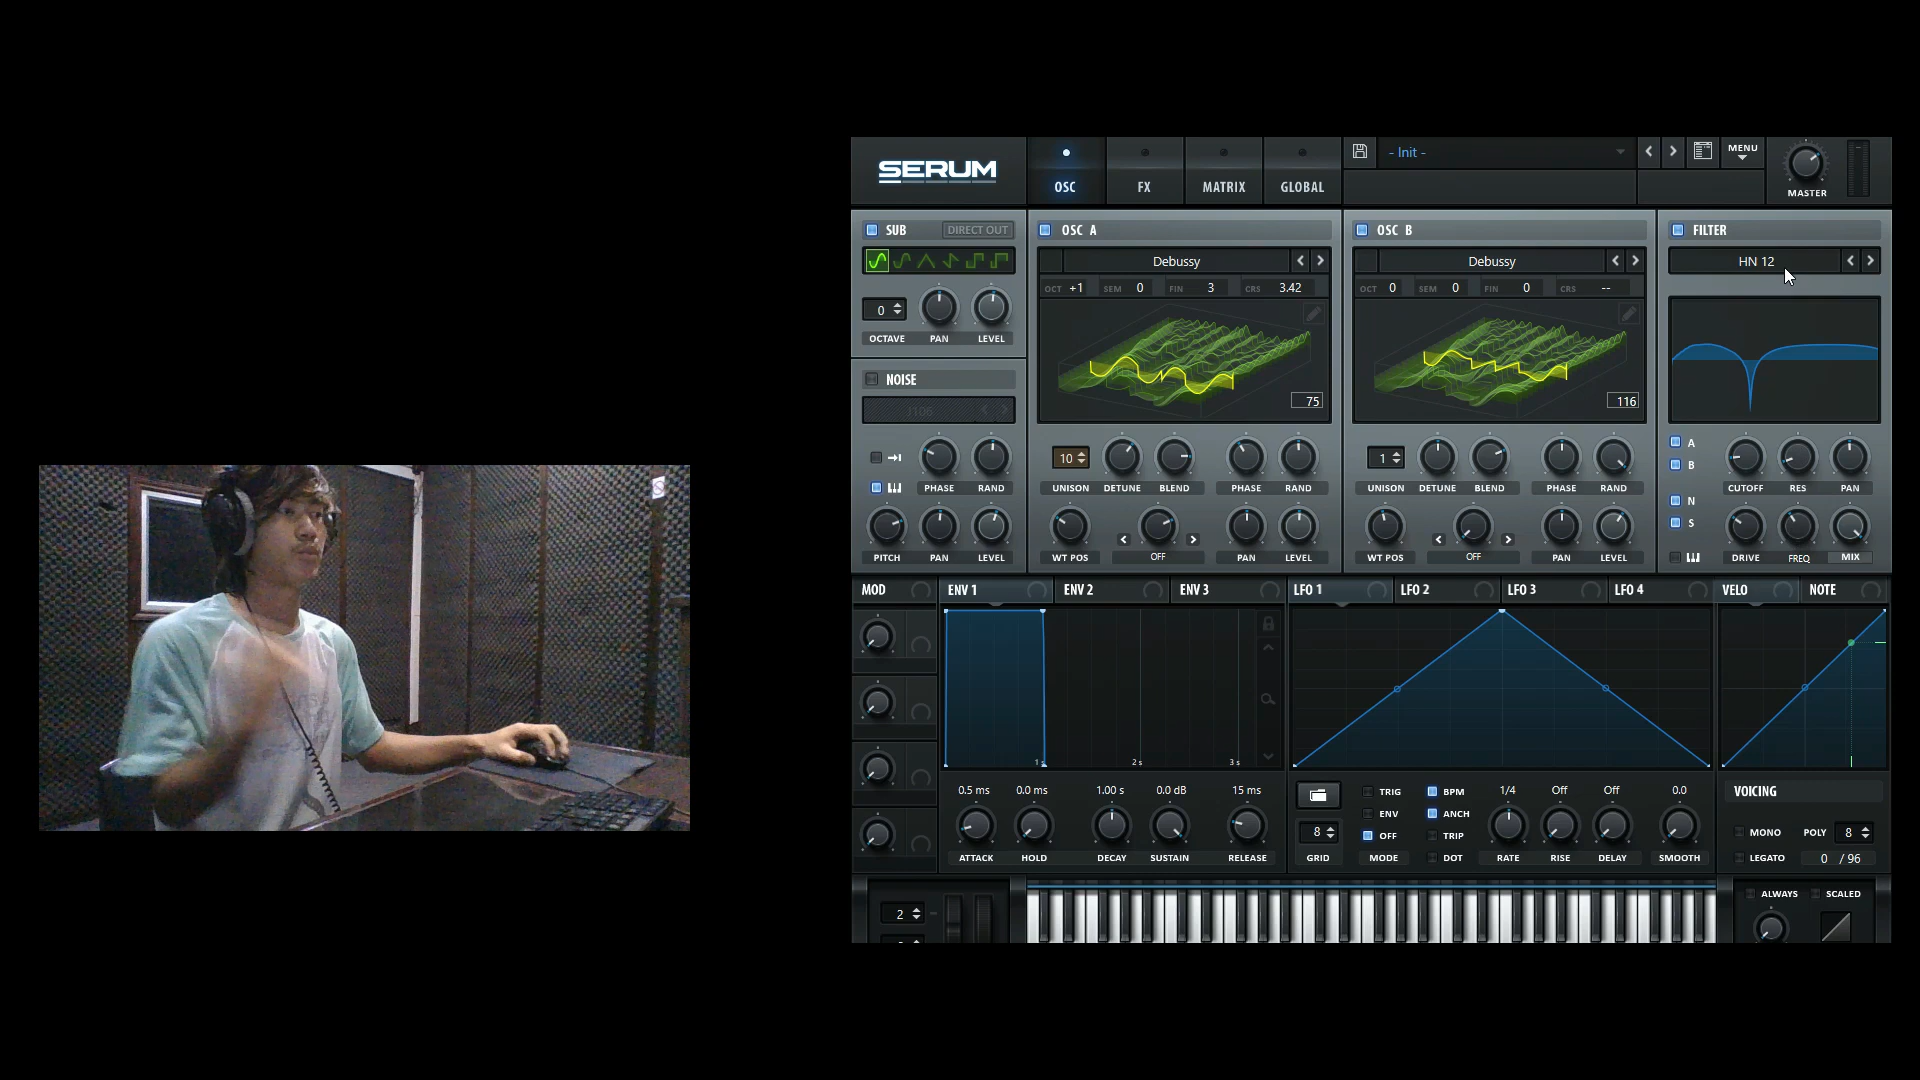 SERUM
OSC
FX
MATRIX
GLOBAL
- Init -
MENU
MASTER
SUB
DIRECT OUT
0
OCTAVE PAN LEVEL
NOISE
PHASE RAND
PITCH PAN LEVEL
OSC A
Debussy
OCT +1 SEM 0 FIN 3 CRS 3.42
75
10
UNISON DETUNE BLEND PHASE RAND
WT POS OFF PAN LEVEL
OSC B
Debussy
OCT 0 SEM 0 FIN 0 CRS --
116
1
UNISON DETUNE BLEND PHASE RAND
WT POS OFF PAN LEVEL
FILTER
HN 12
A
B
N
S
CUTOFF RES PAN
DRIVE FREQ MIX
MOD ENV 1 ENV 2 ENV 3 LFO 1 LFO 2 LFO 3 LFO 4 VELO NOTE
2 s 3 s
0.5 ms 0.0 ms 1.00 s 0.0 dB 15 ms
ATTACK HOLD DECAY SUSTAIN RELEASE
8
GRID
TRIG
ENV
OFF
MODE
BPM
ANCH
TRIP
DOT
1/4 Off Off 0.0
RATE RISE DELAY SMOOTH
VOICING
MONO POLY 8
LEGATO 0 / 96
2
ALWAYS SCALED